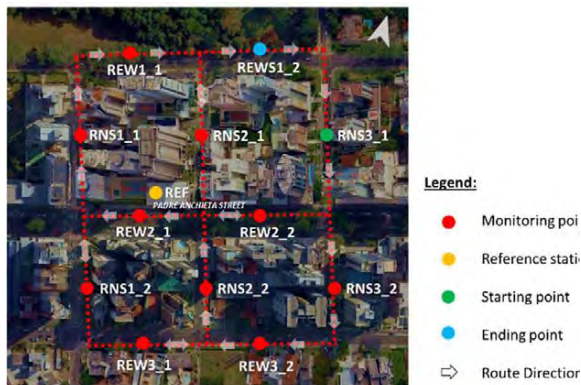 REW1_1
REWS1_2
RNS1_1
RNS2_1
RNS3_1
REF
PADRE ANCHIETA STREET
REW2_1
REW2_2
RNS1_2
RNS2_2
RNS3_2
REW3_1
REW3_2
Legend:
Monitoring poi
Reference stati
Starting point
Ending point
Route Direction